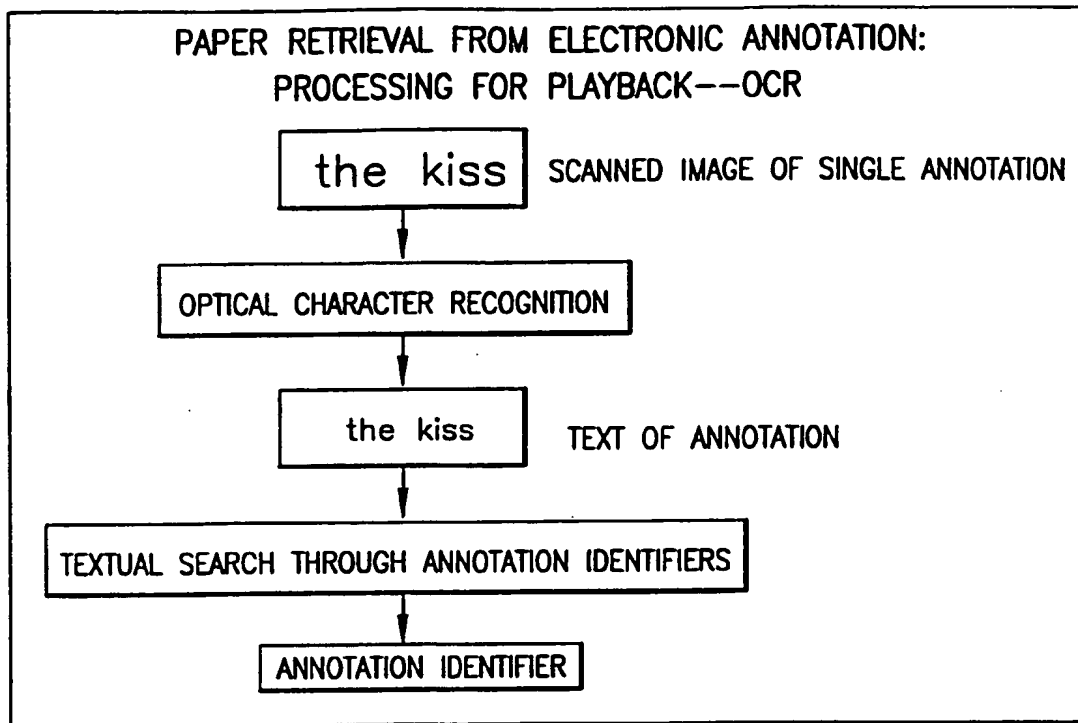 PAPER RETRIEVAL FROM ELECTRONIC ANNOTATION:
PROCESSING FOR PLAYBACK--OCR
the kiss
SCANNED IMAGE OF SINGLE ANNOTATION
OPTICAL CHARACTER RECOGNITION
the kiss
TEXT OF ANNOTATION
TEXTUAL SEARCH THROUGH ANNOTATION IDENTIFIERS
ANNOTATION IDENTIFIER